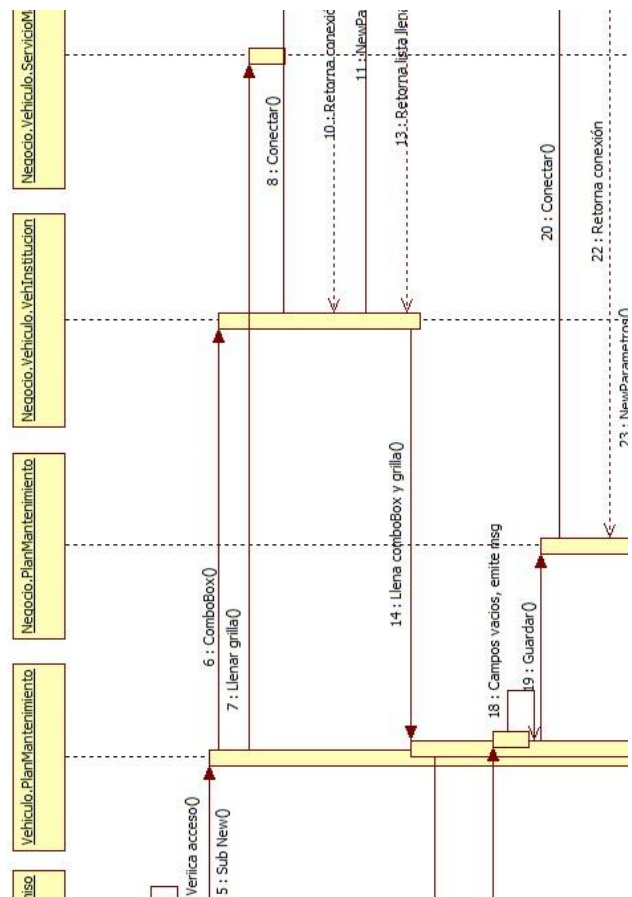 Negocio.Vehiculo.ServicioM
Negocio.Vehiculo.VehInstitucion
Negocio.PlanMantenimiento
Vehiculo.PlanMantenimiento
Veriica acceso()
5 : Sub New()
6 : ComboBox()
7 : Llenar grilla()
8 : Conectar()
10 : Retorna conexió
11 : NewPa
13 : Retorna lista llena
14 : Llena comboBox y grilla()
18 : Campos vacios, emite msg
19 : Guardar()
20 : Conectar()
22 : Retorna conexión
23 : NewParametros()